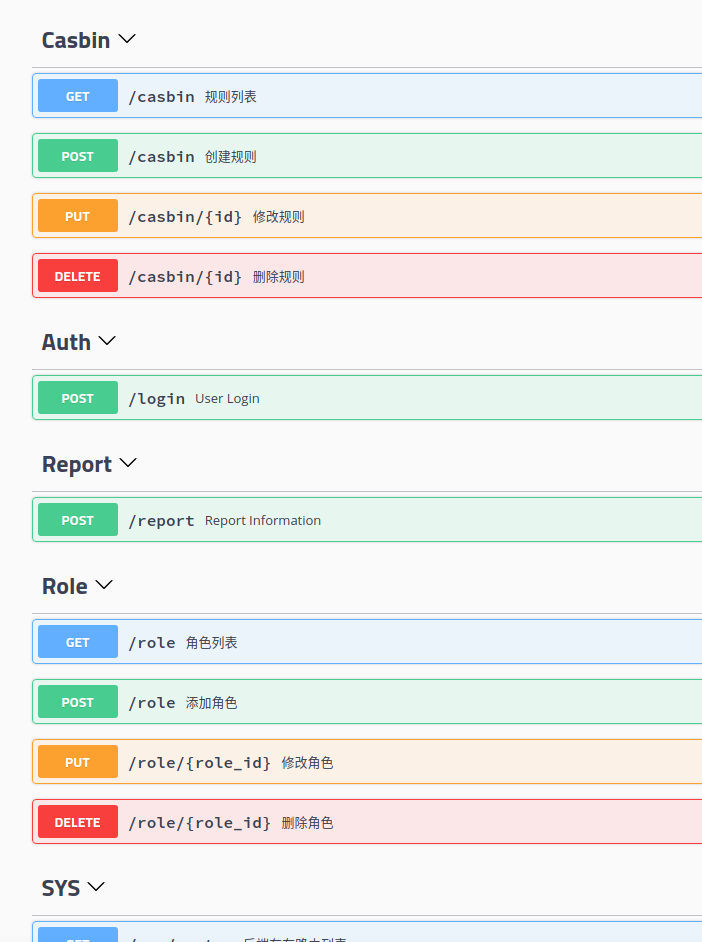 Casbin
GET /casbin 规则列表
POST /casbin 创建规则
PUT /casbin/{id} 修改规则
DELETE /casbin/{id} 删除规则
Auth
POST /login User Login
Report
POST /report Report Information
Role
GET /role 角色列表
POST /role 添加角色
PUT /role/{role_id} 修改角色
DELETE /role/{role_id} 删除角色
SYS
GET